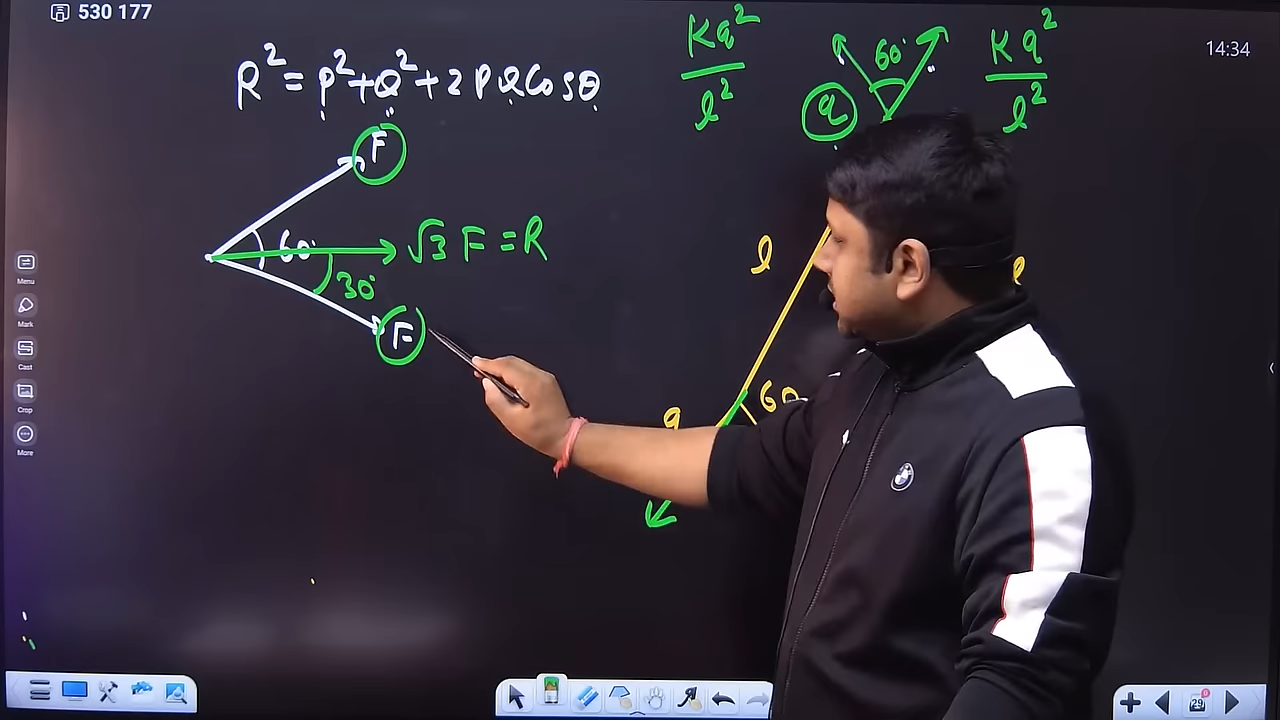 530 177
14:34
R² = P² + Q² + 2PQ Cos θ
Kq²/l²
60°
Kq²/l²
q
F
60°
√3 F = R
30°
F
l
l
60
q
Menu
Mark
Cast
Crop
More
29